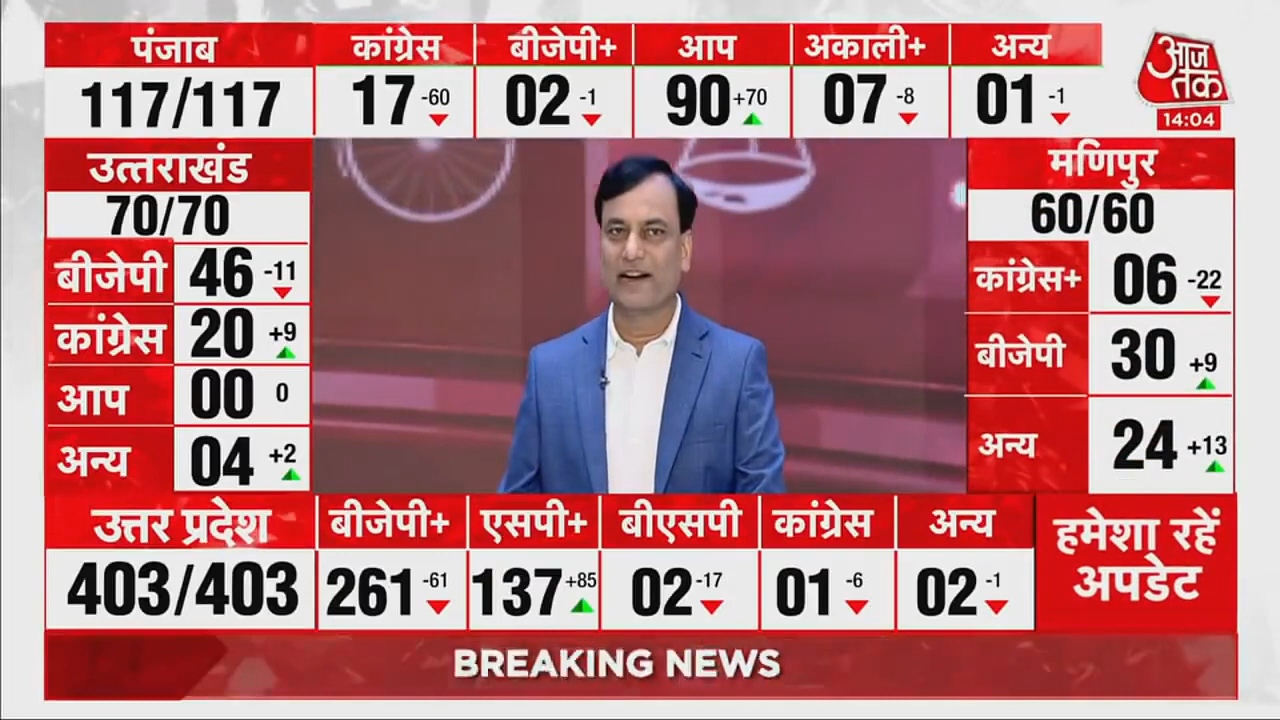 पंजाब
117/117
कांग्रेस
17 -60
बीजेपी+
02 -1
आप
90 +70
अकाली+
07 -8
अन्य
01 -1
आज
तक
14:04
उत्तराखंड
70/70
बीजेपी 46 -11
कांग्रेस 20 +9
आप 00 0
अन्य 04 +2
मणिपुर
60/60
कांग्रेस+ 06 -22
बीजेपी 30 +9
अन्य 24 +13
उत्तर प्रदेश
403/403
बीजेपी+
261 -61
एसपी+
137 +85
बीएसपी
02 -17
कांग्रेस
01 -6
अन्य
02 -1
हमेशा रहें
अपडेट
BREAKING NEWS